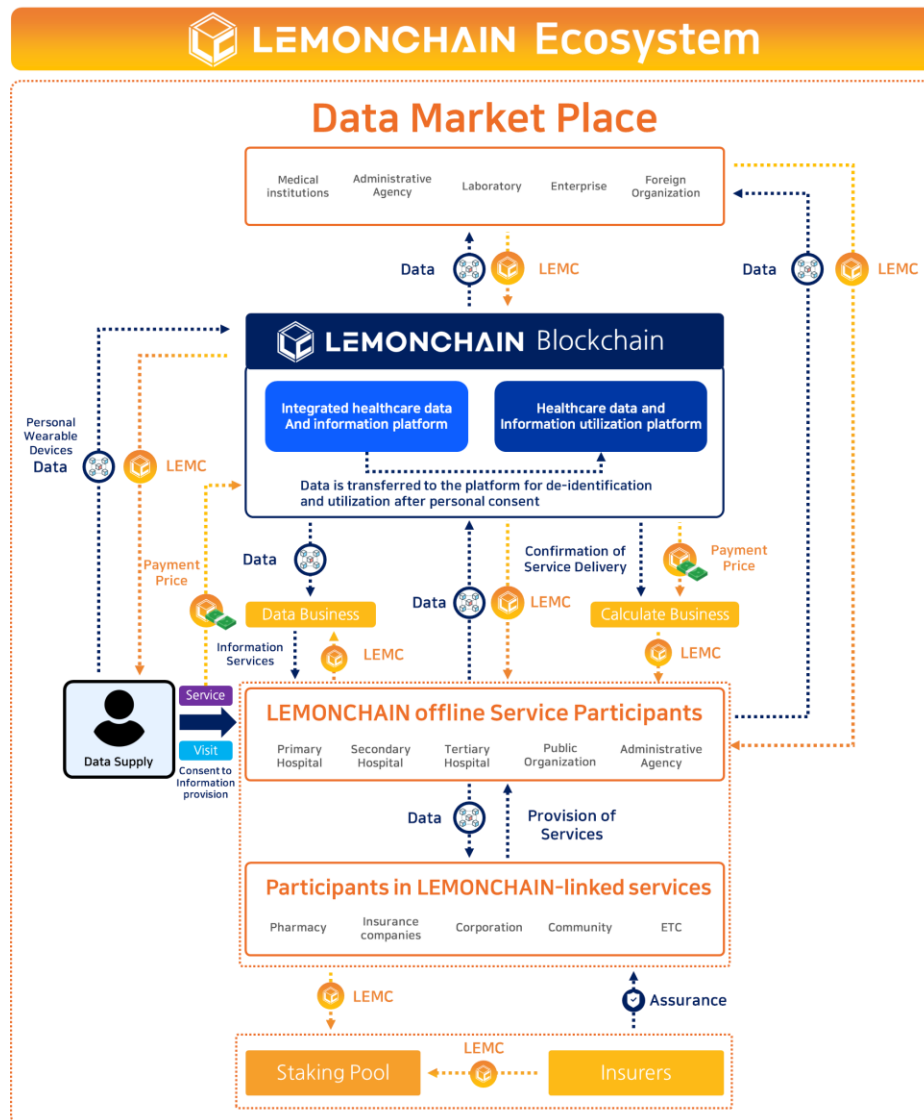 LEMONCHAIN Ecosystem
Data Market Place
Medical
institutions
Administrative
Agency
Laboratory
Enterprise
Foreign
Organization
Data
LEMC
Data
LEMC
LEMONCHAIN Blockchain
Integrated healthcare data
And information platform
Healthcare data and
Information utilization platform
Data is transferred to the platform for de-identification
and utilization after personal consent
Personal
Wearable
Devices
Data
LEMC
Payment
Price
Data
Data Business
Information
Services
LEMC
Data
LEMC
Confirmation of
Service Delivery
Payment
Price
Calculate Business
LEMC
Data Supply
Service
Visit
Consent to
Information
provision
LEMONCHAIN offline Service Participants
Primary
Hospital
Secondary
Hospital
Tertiary
Hospital
Public
Organization
Administrative
Agency
Data
Provision of
Services
Participants in LEMONCHAIN-linked services
Pharmacy
Insurance
companies
Corporation
Community
ETC
LEMC
Assurance
Staking Pool
LEMC
Insurers